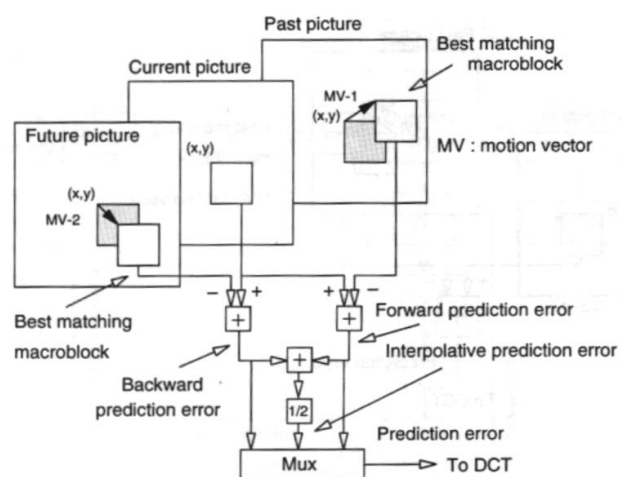 Past picture
Best matching
macroblock
Current picture
MV-1
(x,y)
Future picture
(x,y)
MV : motion vector
(x,y)
MV-2
− + + −
Best matching
macroblock
+ +
Forward prediction error
+
Interpolative prediction error
Backward
prediction error
1/2
Prediction error
Mux
To DCT